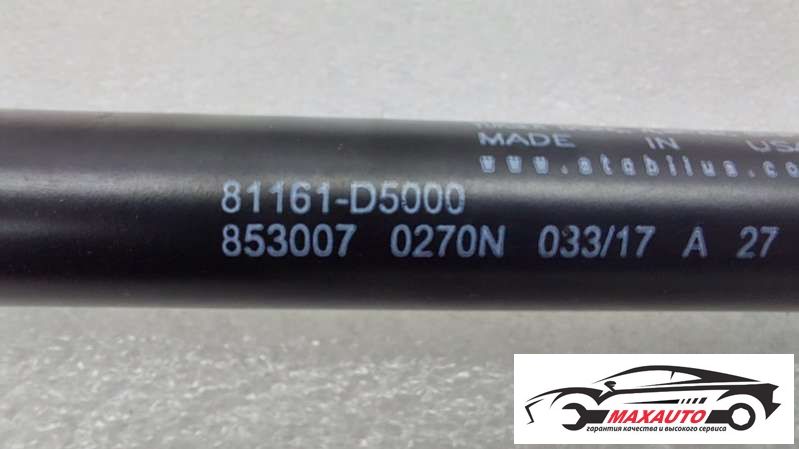 MADE IN USA
www.stabilus.co
81161-D5000
853007 0270N 033/17 A 27
MAXAUTO
гарантия качества и высокого сервиса